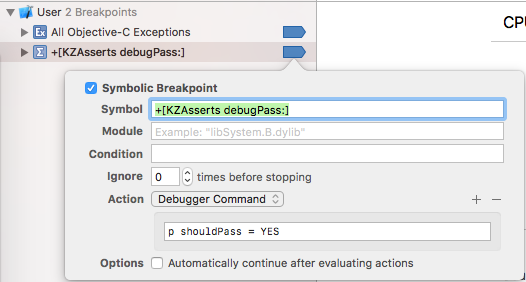 User 2 Breakpoints
CPU
Ex All Objective-C Exceptions
Σ +[KZAsserts debugPass:]
Symbolic Breakpoint
Symbol +[KZAsserts debugPass:]
Module Example: "libSystem.B.dylib"
Condition
Ignore 0 times before stopping
Action Debugger Command + −
p shouldPass = YES
Options Automatically continue after evaluating actions